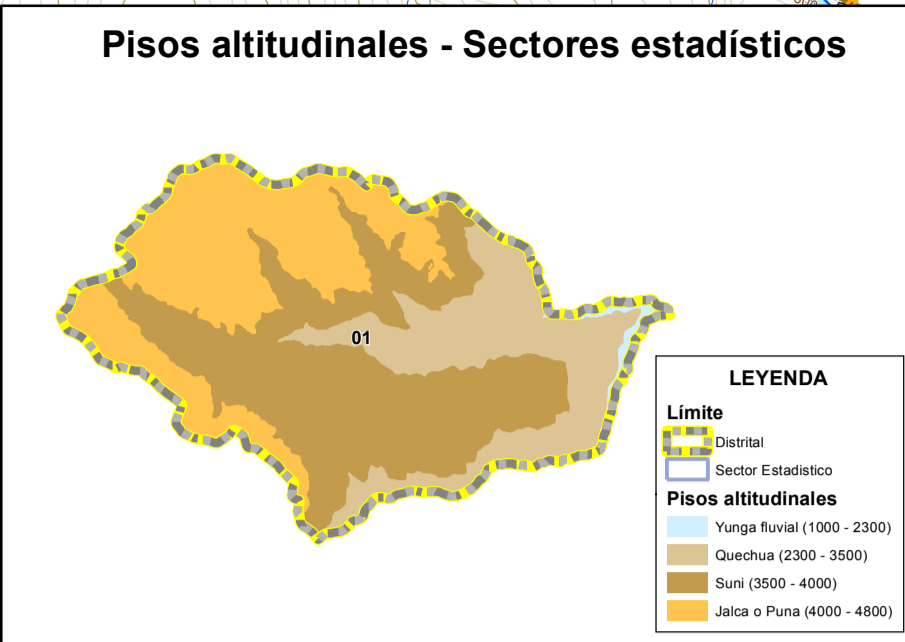 Pisos altitudinales - Sectores estadísticos
01
LEYENDA
Límite
Distrital
Sector Estadistico
Pisos altitudinales
Yunga fluvial (1000 - 2300)
Quechua (2300 - 3500)
Suni (3500 - 4000)
Jalca o Puna (4000 - 4800)